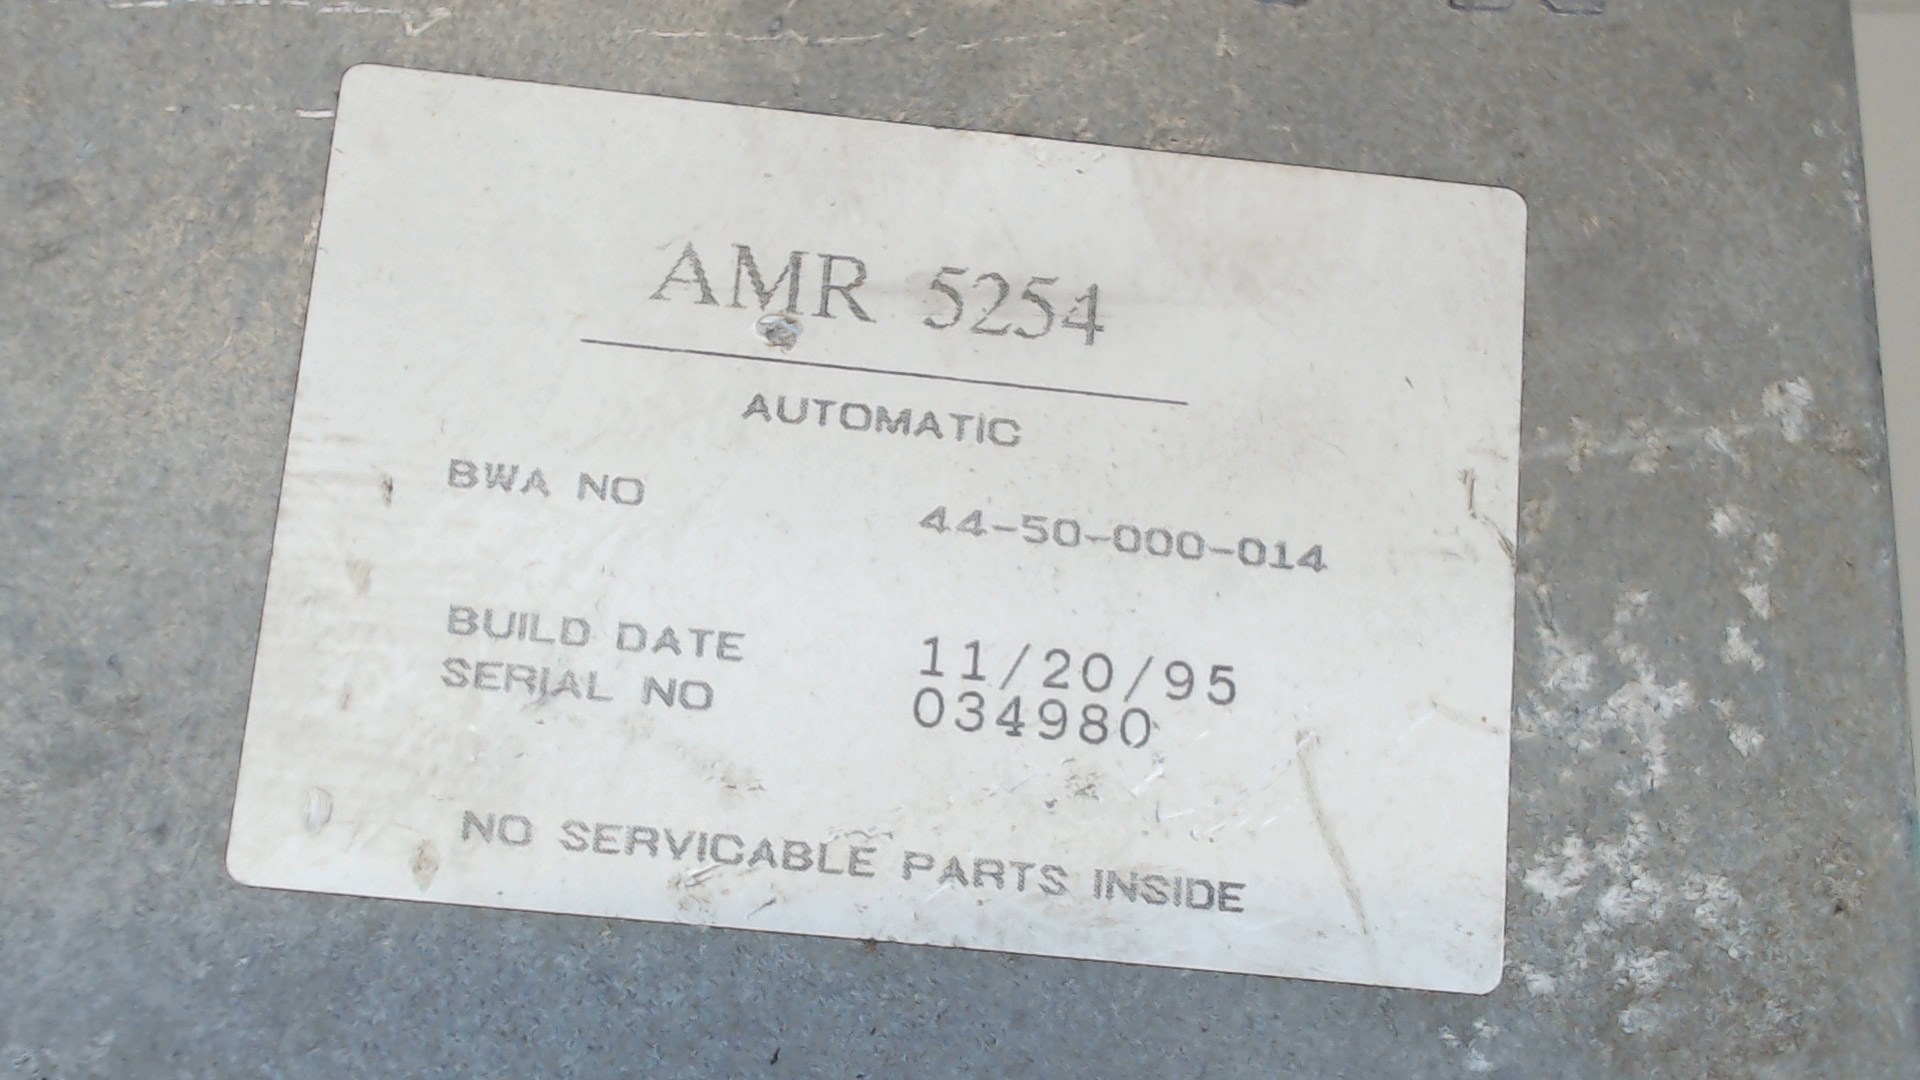 AMR 5254
AUTOMATIC
BWA NO 44-50-000-014
BUILD DATE 11/20/95
SERIAL NO 034980
NO SERVICABLE PARTS INSIDE